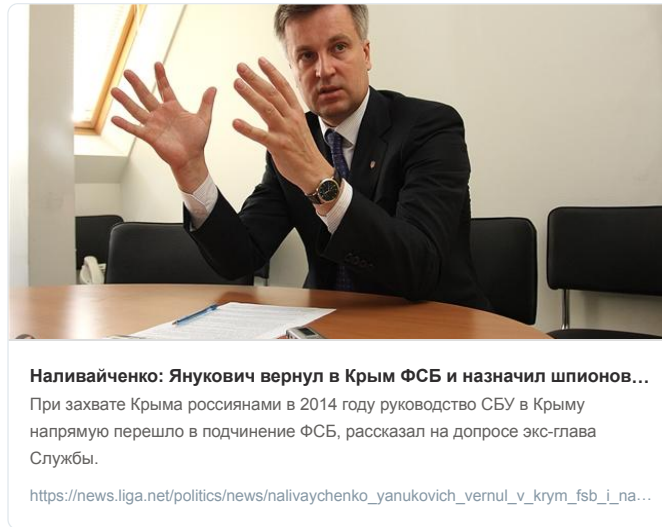 Наливайченко: Янукович вернул в Крым ФСБ и назначил шпионов…
При захвате Крыма россиянами в 2014 году руководство СБУ в Крыму
напрямую перешло в подчинение ФСБ, рассказал на допросе экс-глава
Службы.
https://news.liga.net/politics/news/nalivaychenko_yanukovich_vernul_v_krym_fsb_i_na…